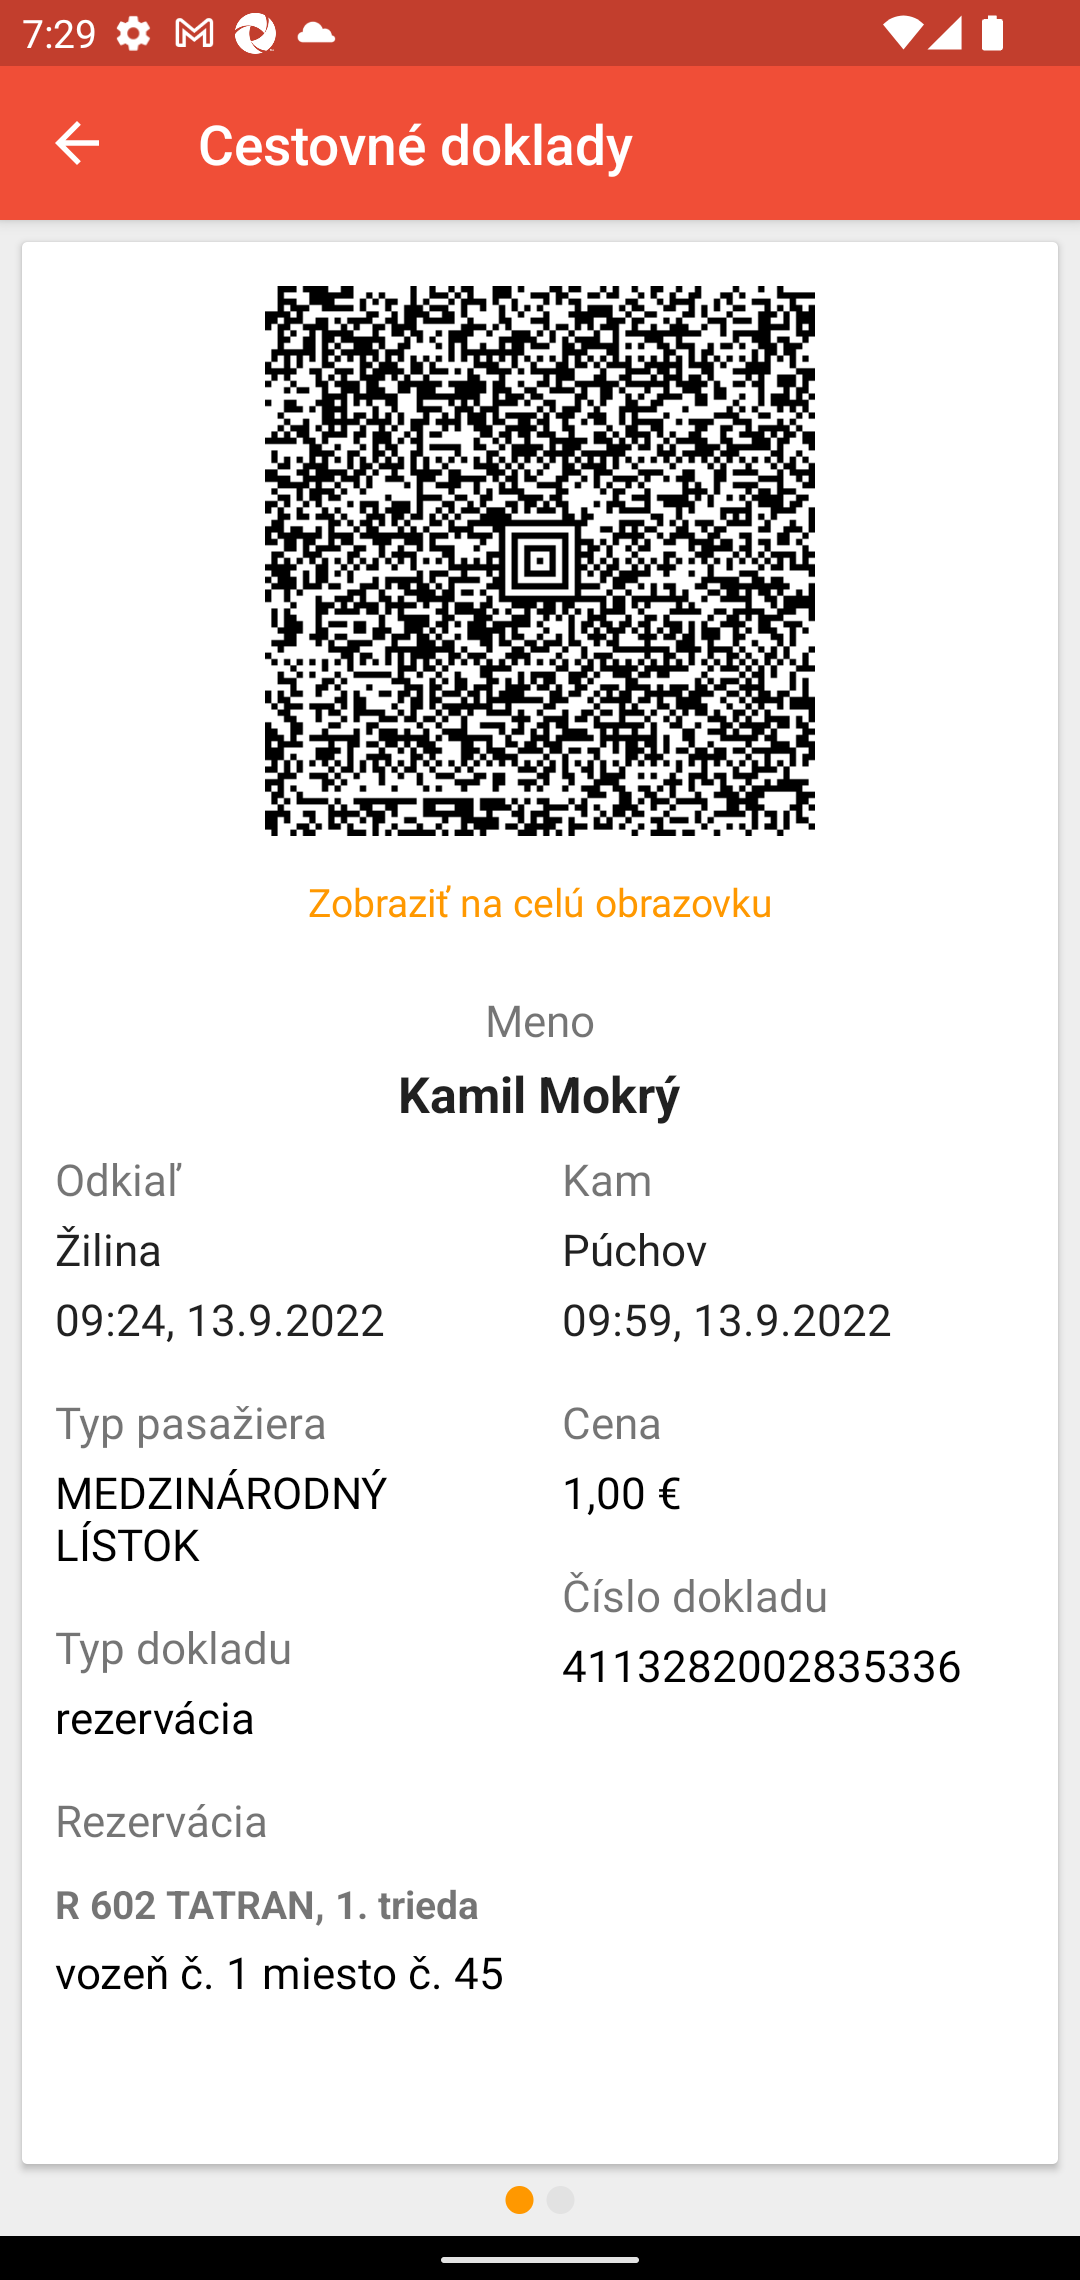 7:29
Cestovné doklady
Zobraziť na celú obrazovku
Meno
Kamil Mokrý
Odkiaľ
Kam
Žilina
Púchov
09:24, 13.9.2022
09:59, 13.9.2022
Typ pasažiera
Cena
MEDZINÁRODNÝ
LÍSTOK
1,00 €
Číslo dokladu
4113282002835336
Typ dokladu
rezervácia
Rezervácia
R 602 TATRAN, 1. trieda
vozeň č. 1 miesto č. 45